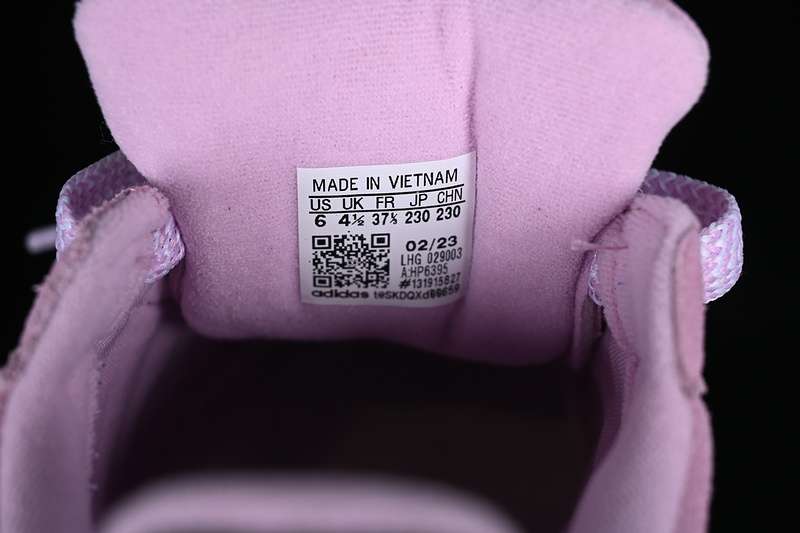 MADE IN VIETNAM
US UK FR JP CHN
6 4½ 37⅓ 230 230
02/23
LHG 029003
A:HP6395
#131915827
adidas